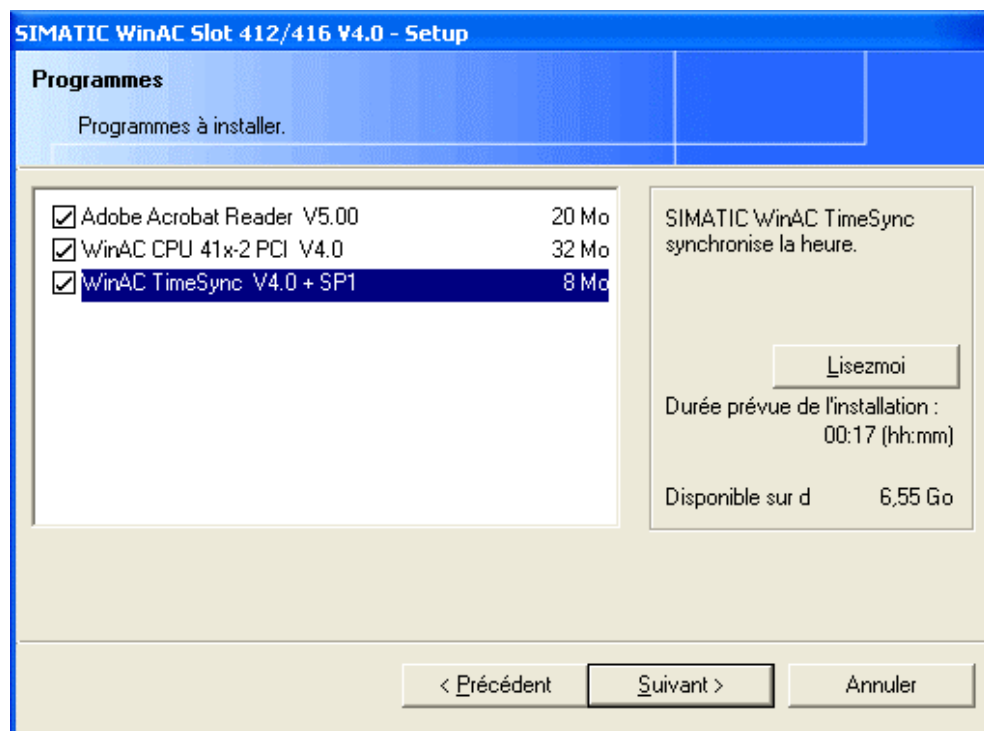 SIMATIC WinAC Slot 412/416 V4.0 - Setup
Programmes
Programmes à installer.
Adobe Acrobat Reader V5.00 20 Mo
WinAC CPU 41x-2 PCI V4.0 32 Mo
WinAC TimeSync V4.0 + SP1 8 Mo
SIMATIC WinAC TimeSync
synchronise la heure.
Lisezmoi
Durée prévue de l'installation :
00:17 (hh:mm)
Disponible sur d 6,55 Go
< Précédent Suivant > Annuler